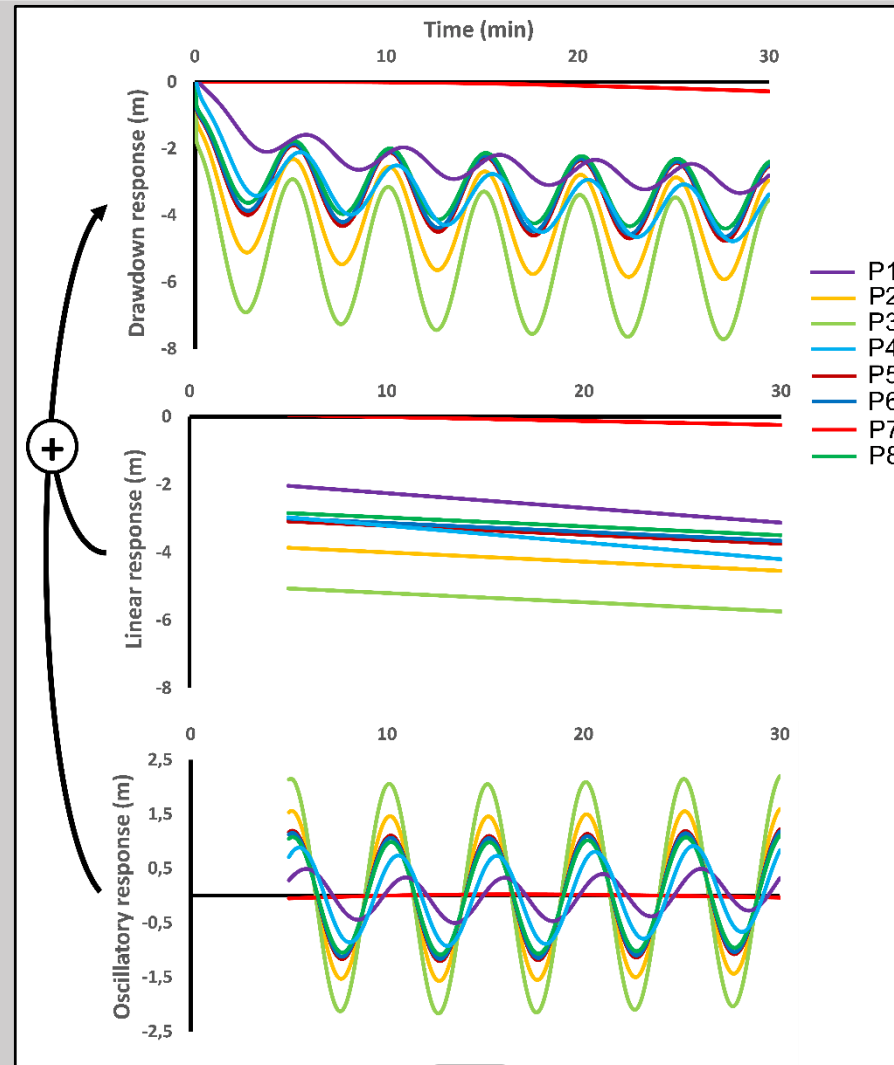 Time (min)
0 10 20 30
Drawdown response (m)
0
-2
-4
-6
-8
0 10 20 30
Linear response (m)
0
-2
-4
-6
-8
+
P1
P2
P3
P4
P5
P6
P7
P8
0 10 20 30
Oscillatory response (m)
2,5
1,5
0,5
-0,5
-1,5
-2,5